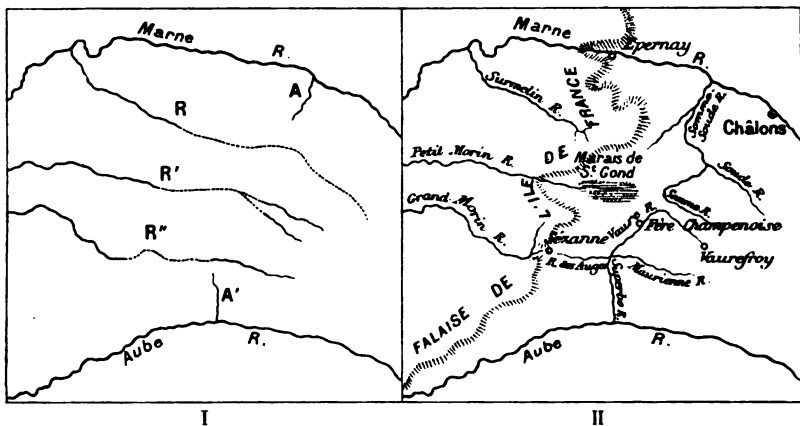 Marne R.
A
R
R'
R"
A'
Aube R.
I
Marne R.
Epernay
Surmelin R.
FALAISE DE L'ILE DE FRANCE
Somme
Soude R.
Châlons
Petit Morin R.
Marais de
St Gond
Soude R.
Grand Morin R.
Somme R.
Sézanne
Vaure R.
Fère Champenoise
Vaurefroy
R. des Auges
Maurienne R.
Superbe R.
Aube R.
II